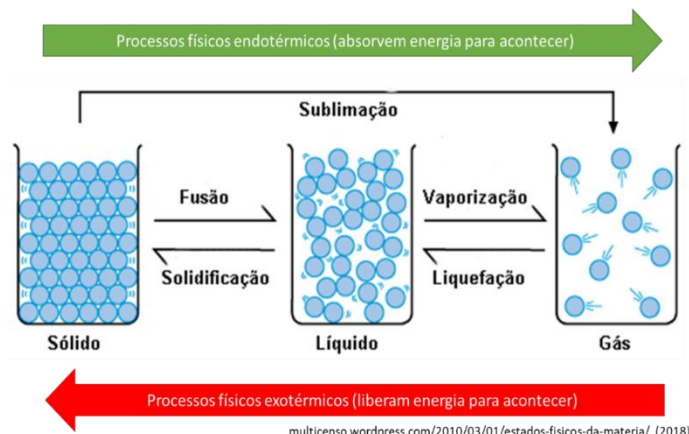 Processos físicos endotérmicos (absorvem energia para acontecer)
Sublimação
Fusão
Vaporização
Solidificação
Liquefação
Sólido
Líquido
Gás
Processos físicos exotérmicos (liberam energia para acontecer)
multicenso.wordpress.com/2010/03/01/estados-fisicos-da-materia/ (2018)